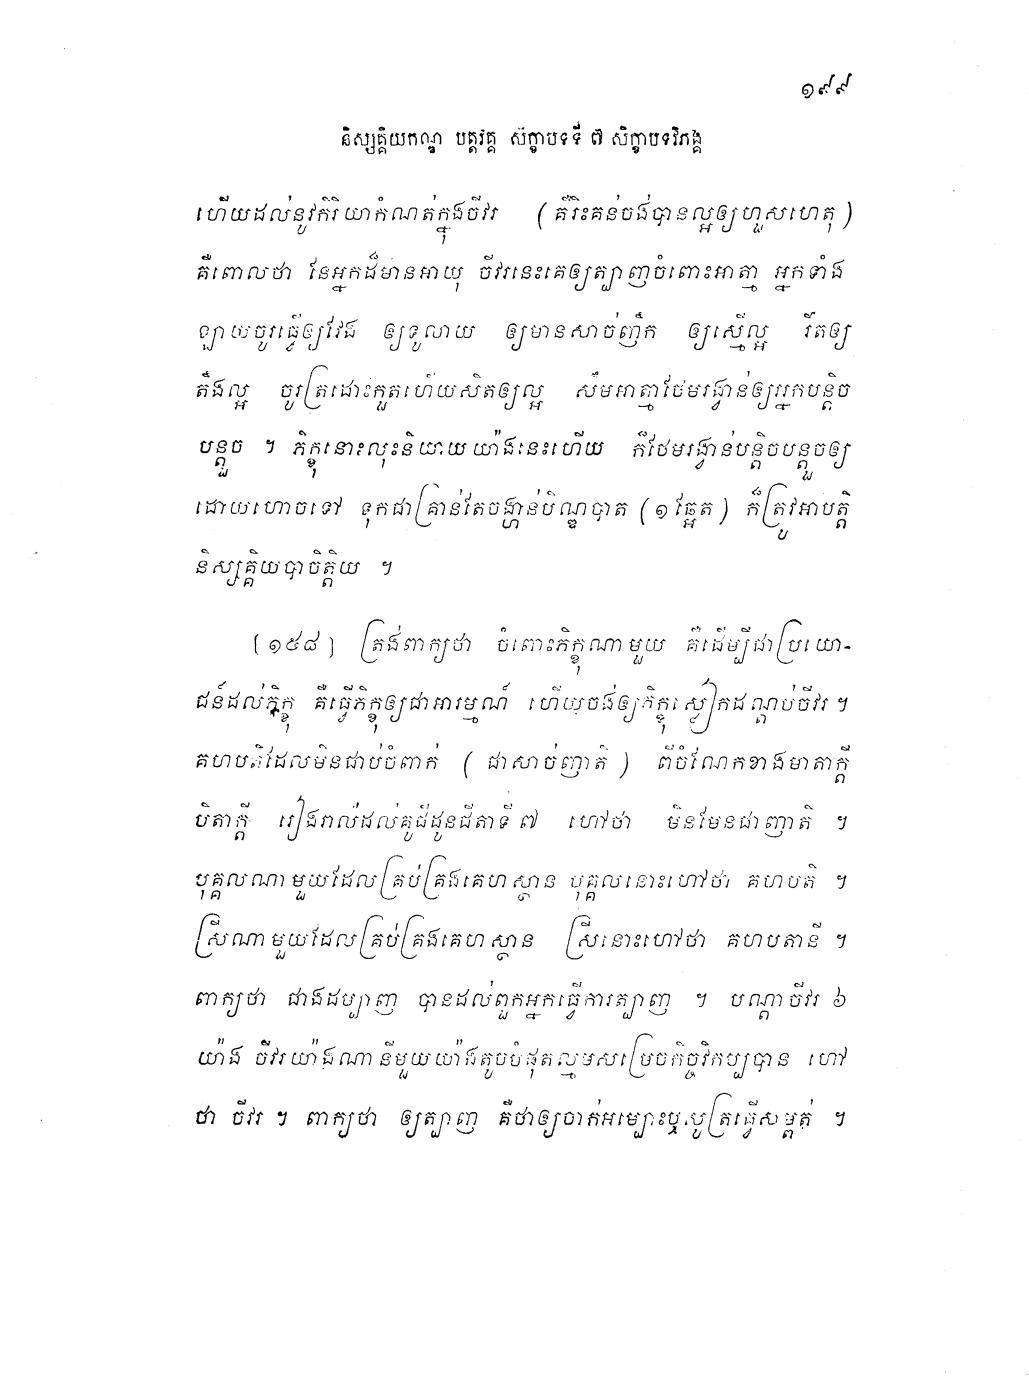 ១៩៩
និស្សគ្គិយកណ្ឌ បត្តវគ្គ សិក្ខាបទទី ៧ សិក្ខាបទវិភង្គ
ហើយដល់នូវកិរិយាកំណត់ក្នុងចីវរ (គឺរិះគន់ចង់បានល្អឲ្យហួសហេតុ)
គឺពោលថា នែអ្នកដ៏មានអាយុ ចីវរនេះគេឲ្យត្បាញចំពោះអាត្មា អ្នកទាំង
ឡាយចូរធ្វើឲ្យវែង ឲ្យទូលាយ ឲ្យមានសាច់ញឹក ឲ្យស្មើល្អ រឹតឲ្យ
តឹងល្អ ចូរត្រដោះកួតហើយសិតឲ្យល្អ សឹមអាត្មាថែមរង្វាន់ឲ្យអ្នកបន្តិច
បន្តួច ។ ភិក្ខុនោះលុះនិយាយយ៉ាងនេះហើយ ក៏ថែមរង្វាន់បន្តិចបន្តួចឲ្យ
ដោយហោចទៅ ទុកជាគ្រាន់តែចង្ហាន់បិណ្ឌបាត (១ឆ្អែត) ក៏ត្រូវអាបត្តិ
និស្សគ្គិយបាចិត្តិយ ។
[១៥៨] ត្រង់ពាក្យថា ចំពោះភិក្ខុណាមួយ គឺដើម្បីជាប្រយោ-
ជន៍ដល់ភិក្ខុ គឺធ្វើភិក្ខុឲ្យជាអារម្មណ៍ ហើយចង់ឲ្យភិក្ខុស្លៀកដណ្តប់ចីវរ ។
គហបតិដែលមិនជាប់ចំពាក់ (ជាសាច់ញាតិ) ពីចំណែកខាងមាតាក្តី
បិតាក្តី រៀងរាល់ដល់គូជីដូនជីតាទី៧ ហៅថា មិនមែនជាញាតិ ។
បុគ្គលណាមួយដែលគ្រប់គ្រងគេហស្ថាន បុគ្គលនោះហៅថា គហបតិ ។
ស្រីណាមួយដែលគ្រប់គ្រងគេហស្ថាន ស្រីនោះហៅថា គហបតានី ។
ពាក្យថា ជាងដម្បាញ បានដល់ពួកអ្នកធ្វើការត្បាញ ។ បណ្តាចីវរ ៦
យ៉ាង ចីវរយ៉ាងណានីមួយយ៉ាងតូចបំផុតល្មមសម្រេចកិច្ចវិកប្បបាន ហៅ
ថា ចីវរ ។ ពាក្យថា ឲ្យត្បាញ គឺថាឲ្យចាក់អម្បោះឬសូត្រធ្វើសម្ពត់ ។